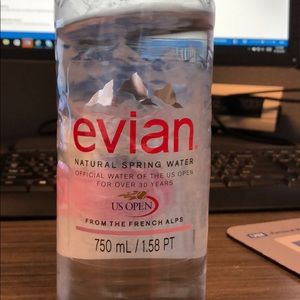 evian
NATURAL SPRING WATER
OFFICIAL WATER OF THE US OPEN
FOR OVER 30 YEARS
US OPEN
FROM THE FRENCH ALPS
750 mL / 1.58 PT